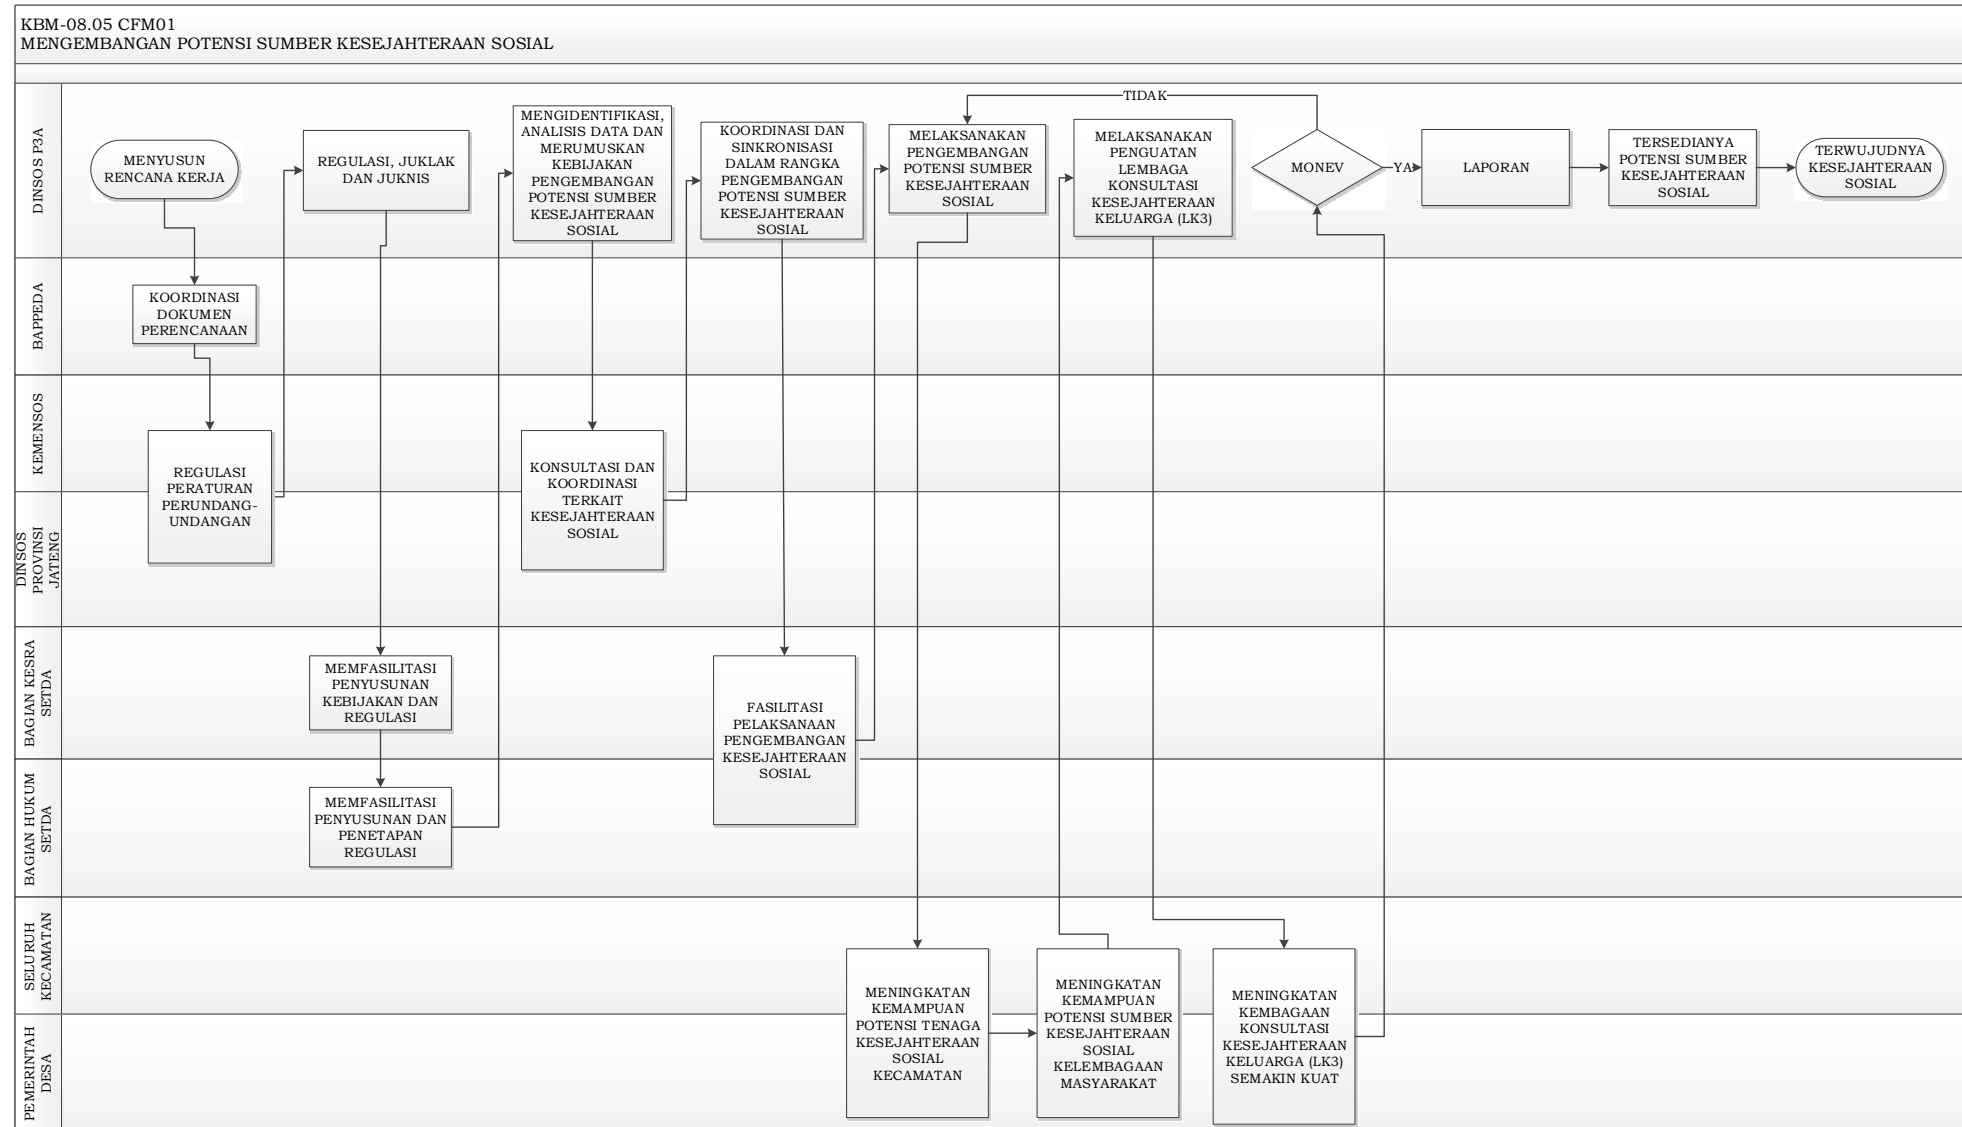 KBM-08.05 CFM01
MENGEMBANGAN POTENSI SUMBER KESEJAHTERAAN SOSIAL
DINSOS P3A
MENYUSUN
RENCANA KERJA
REGULASI, JUKLAK
DAN JUKNIS
MENGIDENTIFIKASI,
ANALISIS DATA DAN
MERUMUSKAN
KEBIJAKAN
PENGEMBANGAN
POTENSI SUMBER
KESEJAHTERAAN
SOSIAL
KOORDINASI DAN
SINKRONISASI
DALAM RANGKA
PENGEMBANGAN
POTENSI SUMBER
KESEJAHTERAAN
SOSIAL
MELAKSANAKAN
PENGEMBANGAN
POTENSI SUMBER
KESEJAHTERAAN
SOSIAL
TIDAK
MELAKSANAKAN
PENGUATAN
LEMBAGA
KONSULTASI
KESEJAHTERAAN
KELUARGA (LK3)
MONEV
YA
LAPORAN
TERSEDIANYA
POTENSI SUMBER
KESEJAHTERAAN
SOSIAL
TERWUJUDNYA
KESEJAHTERAAN
SOSIAL
BAPPEDA
KOORDINASI
DOKUMEN
PERENCANAAN
KEMENSOS
REGULASI
PERATURAN
PERUNDANG-
UNDANGAN
KONSULTASI DAN
KOORDINASI
TERKAIT
KESEJAHTERAAN
SOSIAL
DINSOS
PROVINSI
JATENG
BAGIAN KESRA
SETDA
MEMFASILITASI
PENYUSUNAN
KEBIJAKAN DAN
REGULASI
FASILITASI
PELAKSANAAN
PENGEMBANGAN
KESEJAHTERAAN
SOSIAL
BAGIAN HUKUM
SETDA
MEMFASILITASI
PENYUSUNAN DAN
PENETAPAN
REGULASI
SELURUH
KECAMATAN
MENINGKATAN
KEMAMPUAN
POTENSI TENAGA
KESEJAHTERAAN
SOSIAL
KECAMATAN
MENINGKATAN
KEMAMPUAN
POTENSI SUMBER
KESEJAHTERAAN
SOSIAL
KELEMBAGAAN
MASYARAKAT
MENINGKATAN
KEMBAGAAN
KONSULTASI
KESEJAHTERAAN
KELUARGA (LK3)
SEMAKIN KUAT
PEMERINTAH
DESA